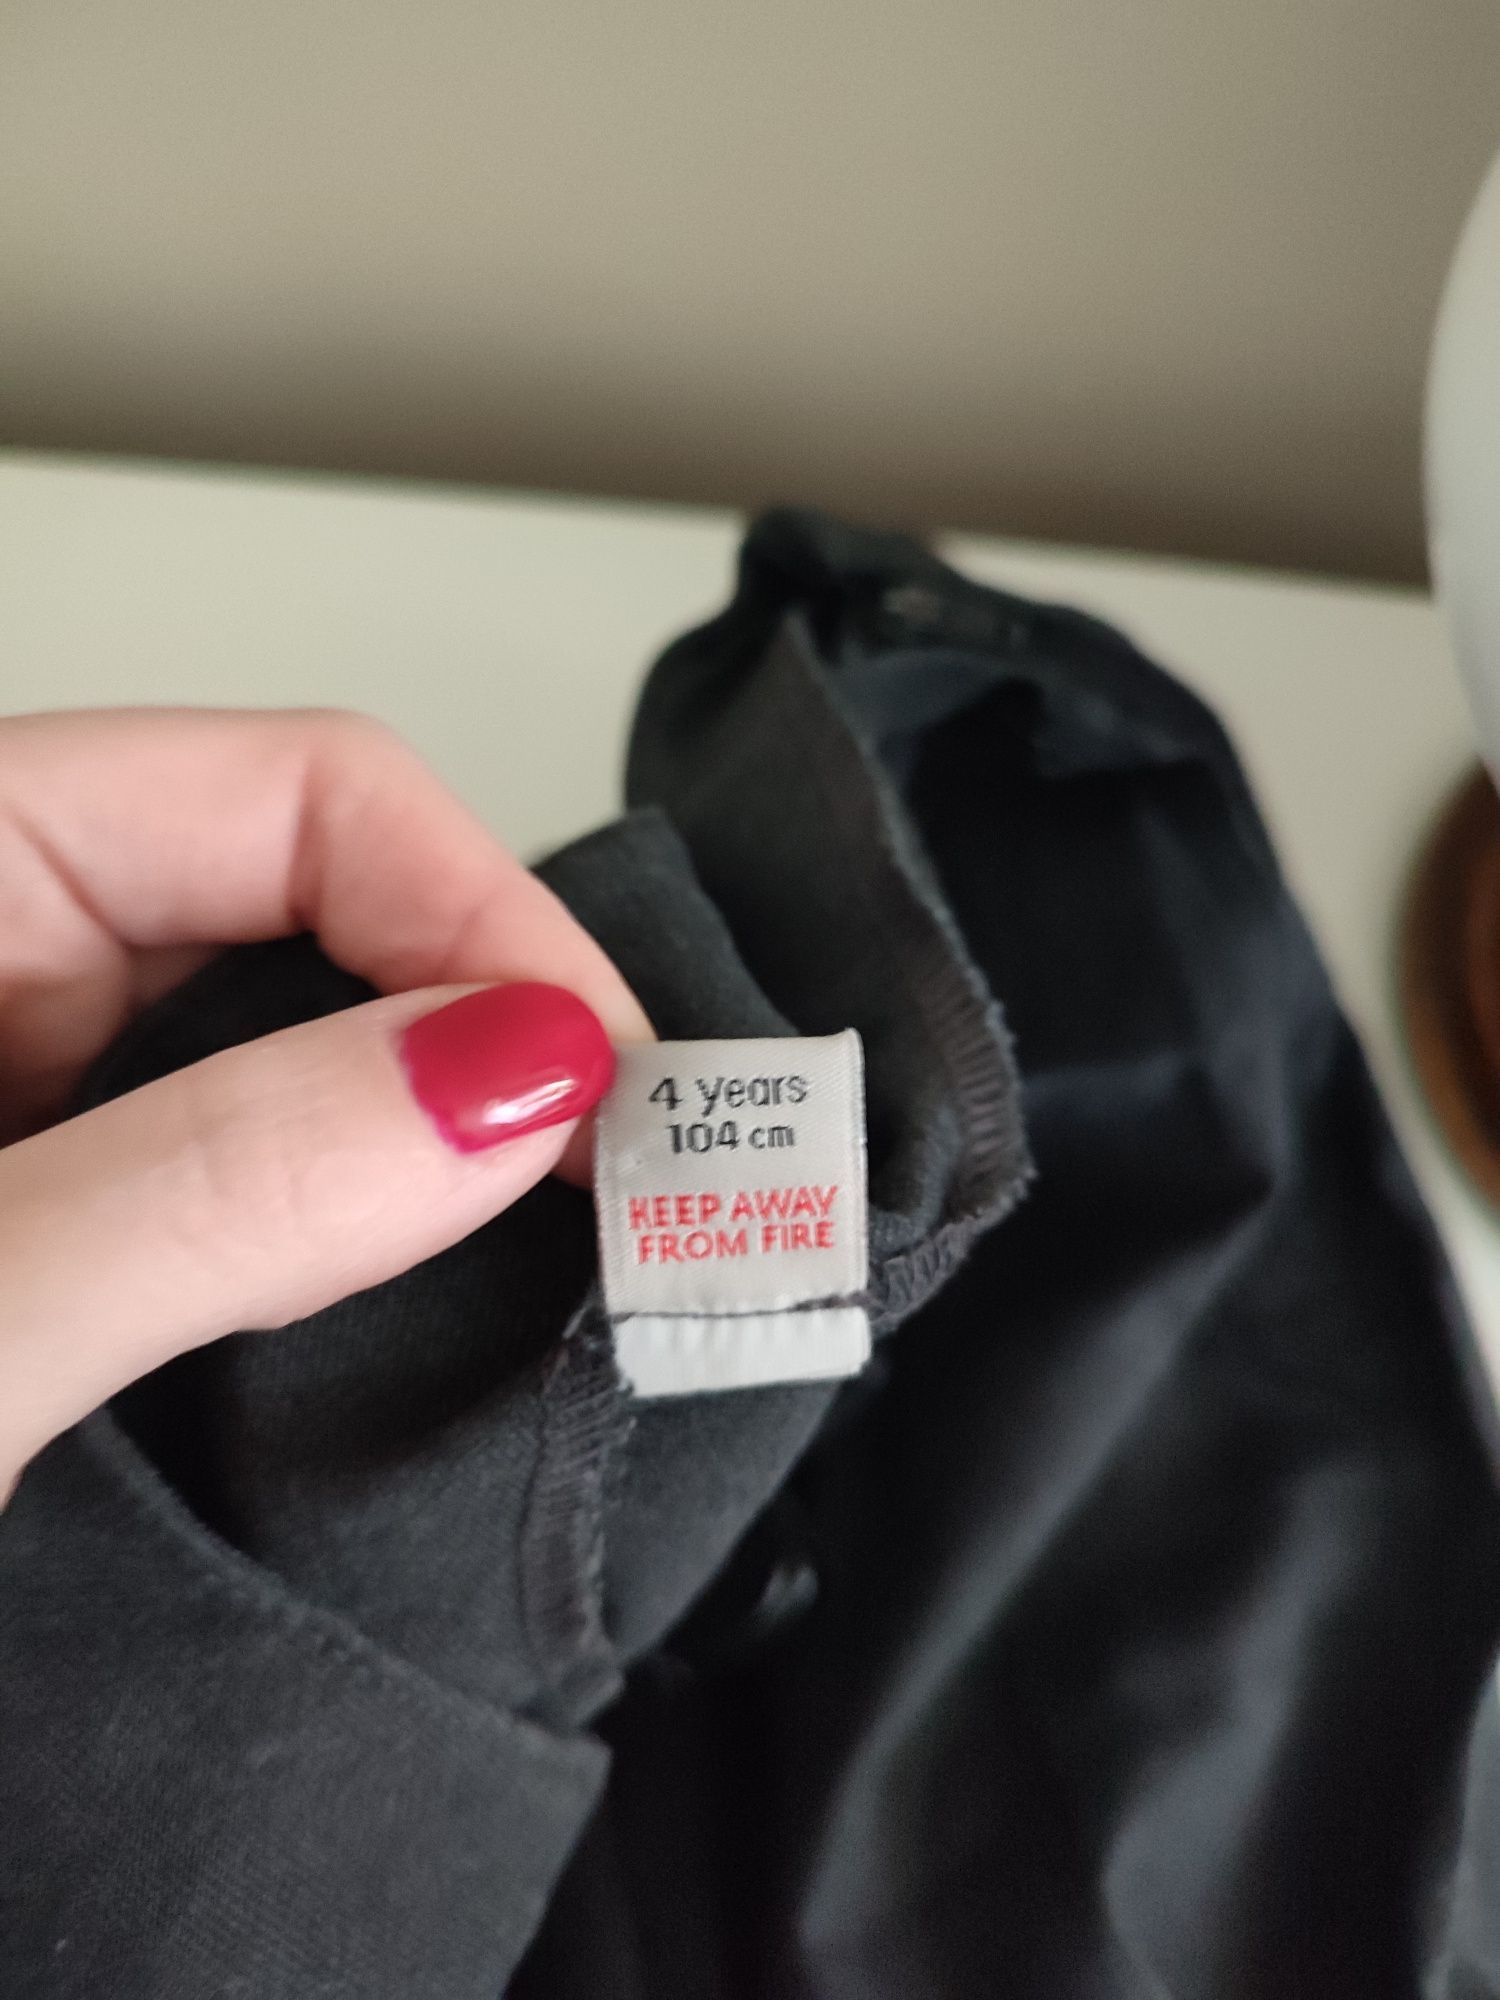 4 years
104 cm
KEEP AWAY
FROM FIRE